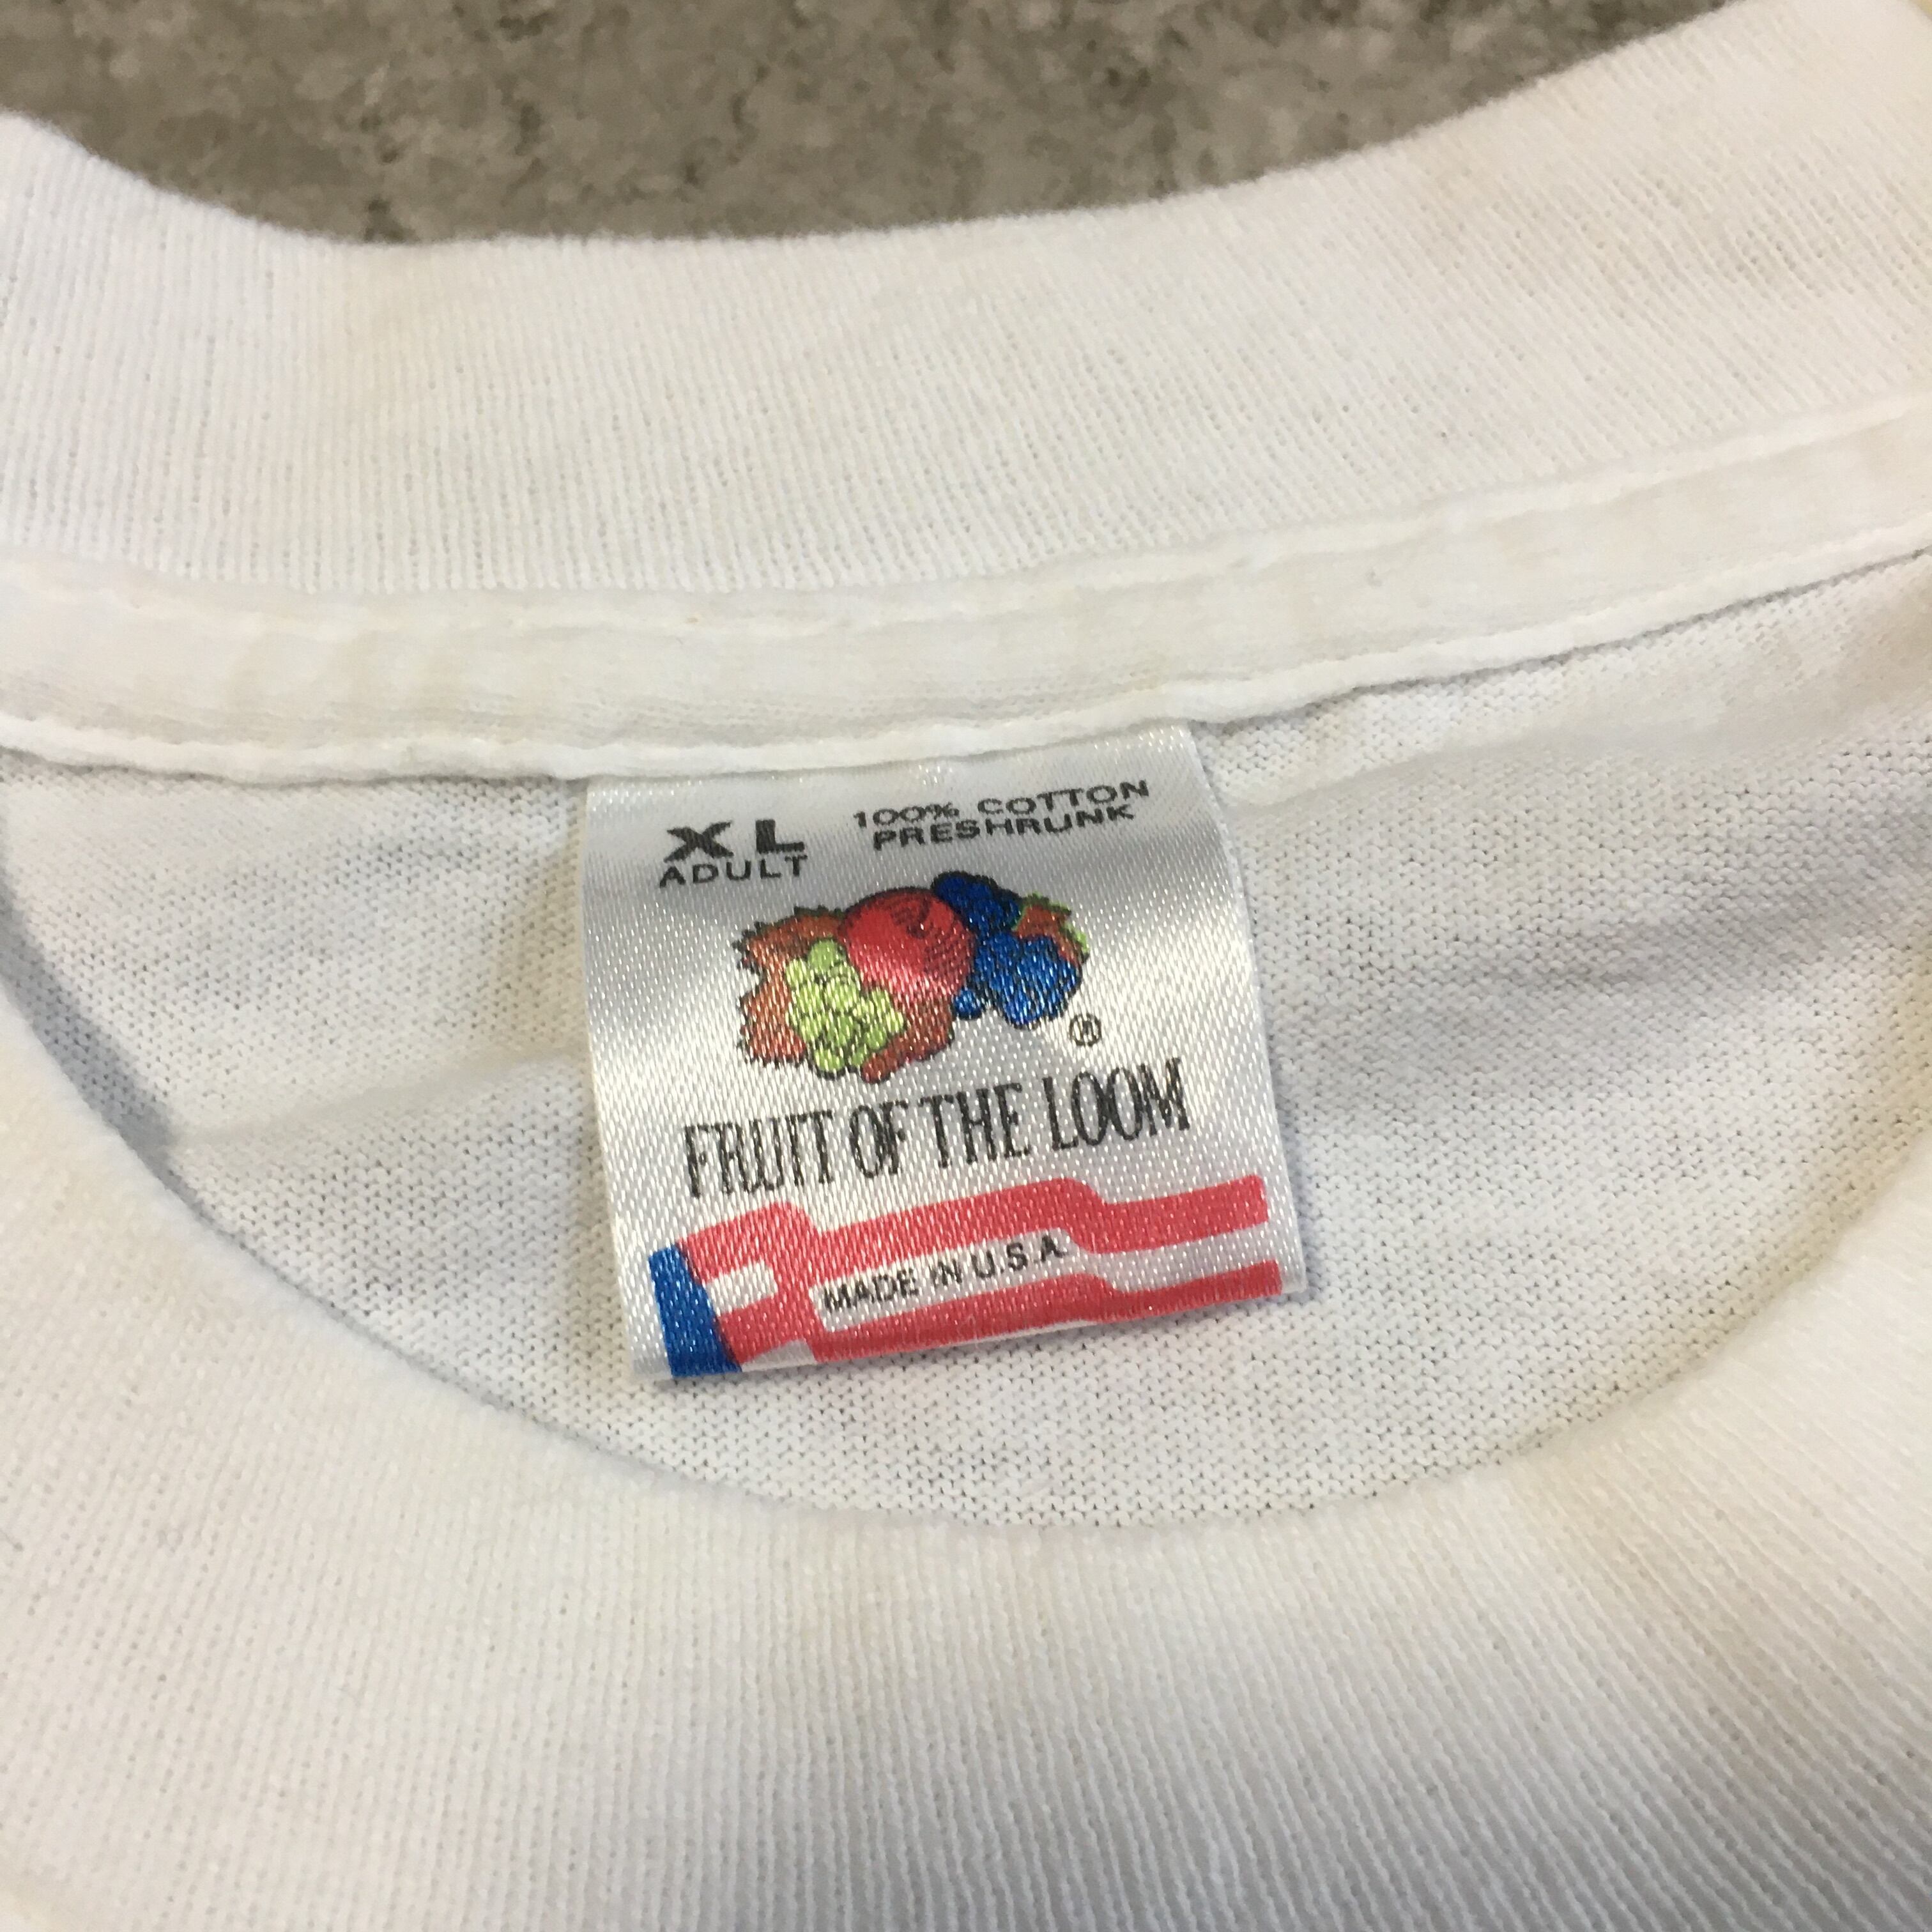 XL
ADULT
100% COTTON
PRESHRUNK
®
FRUIT OF THE LOOM
MADE IN U.S.A.